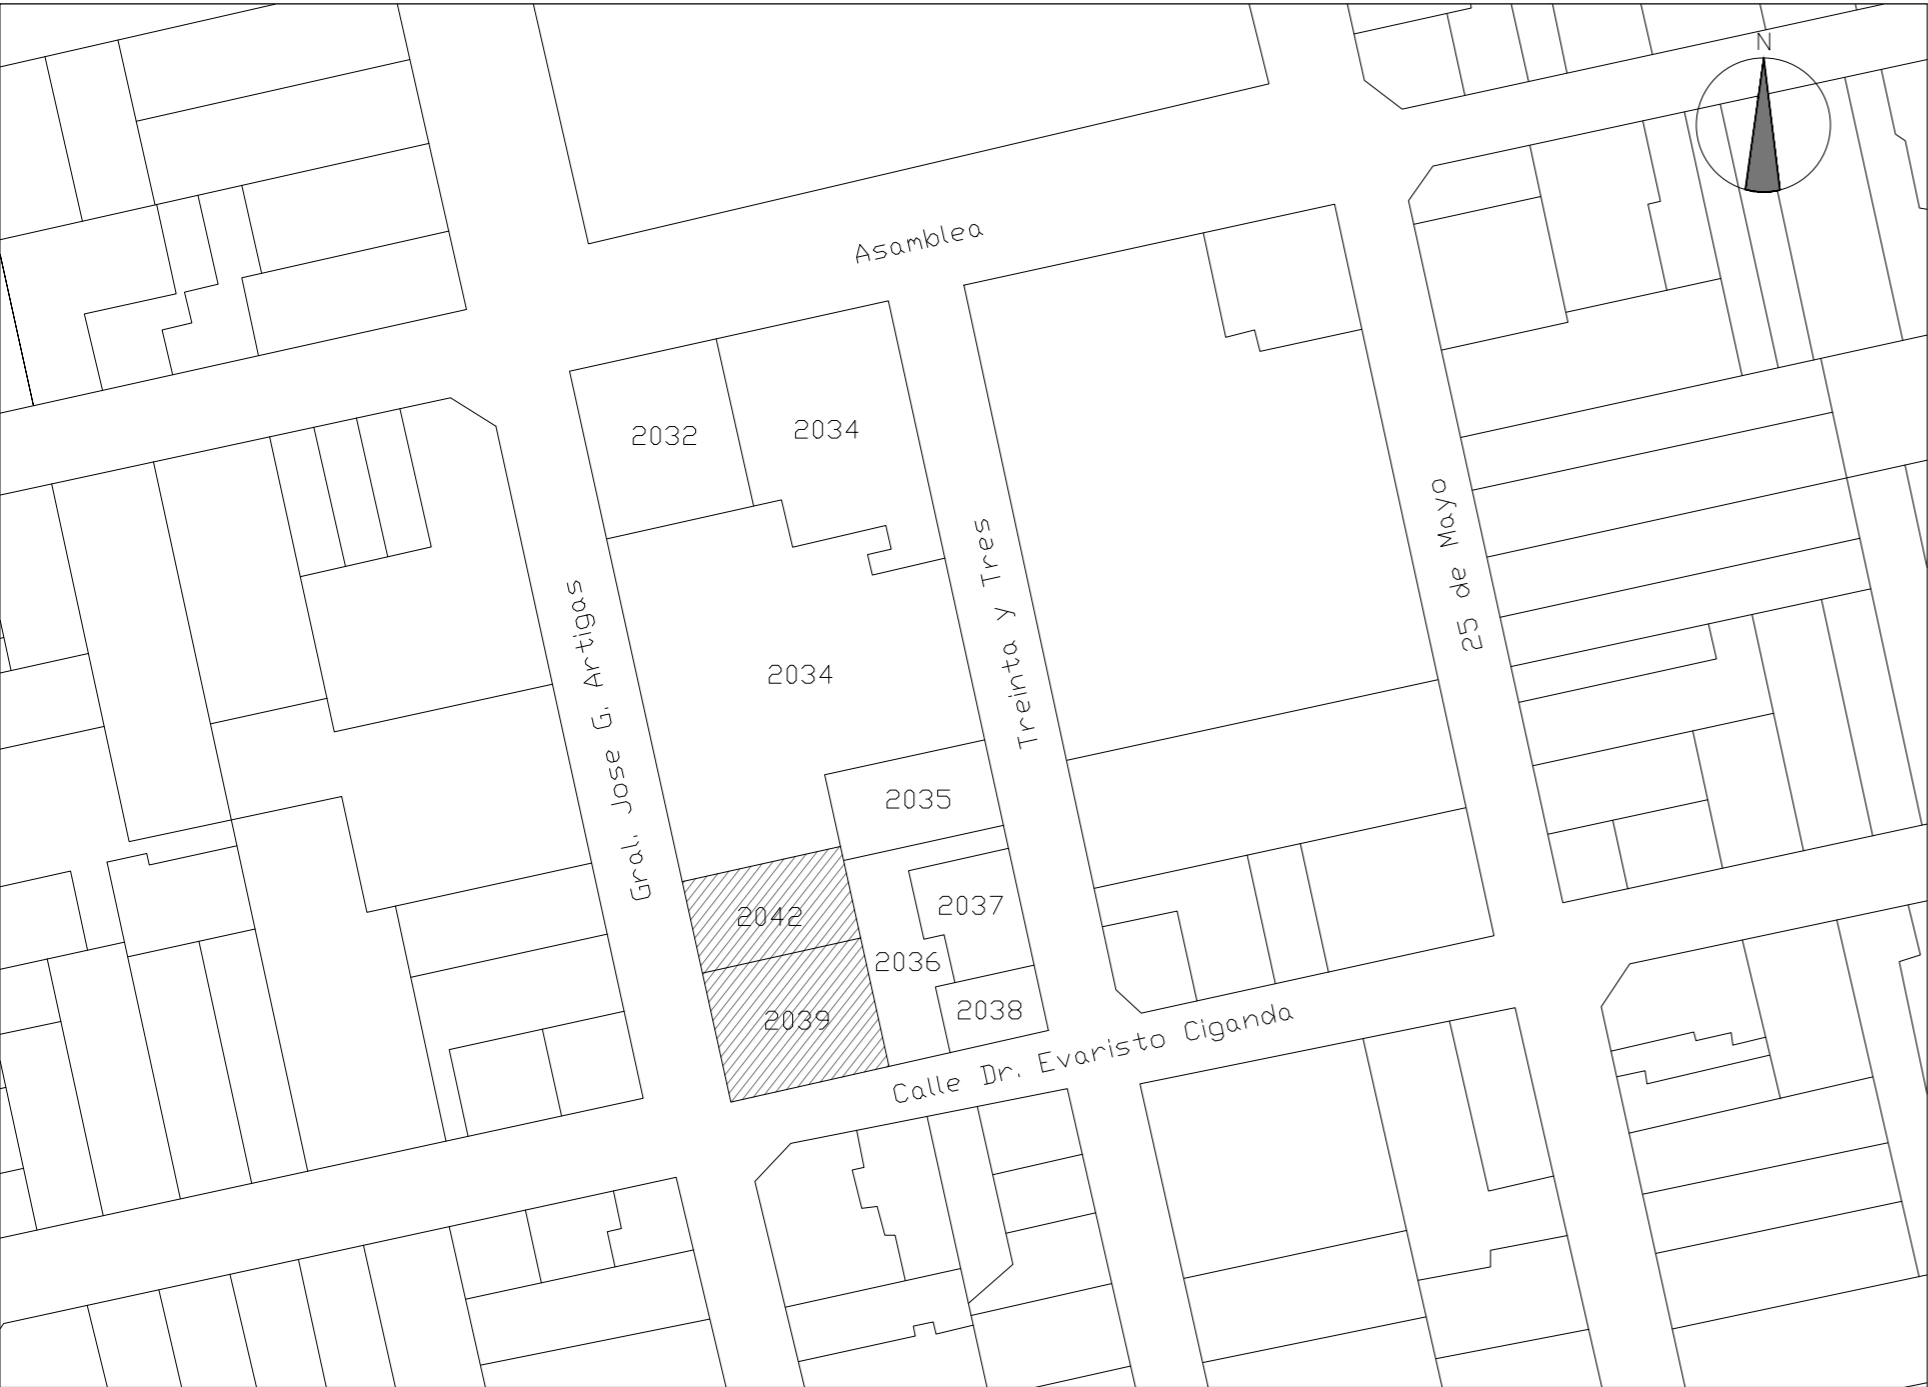 N
Asamblea
2032
2034
25 de Mayo
Treinta y Tres
Gral. Jose G. Artigas
2034
2035
2037
2042
2036
2038
2039
Calle Dr. Evaristo Ciganda